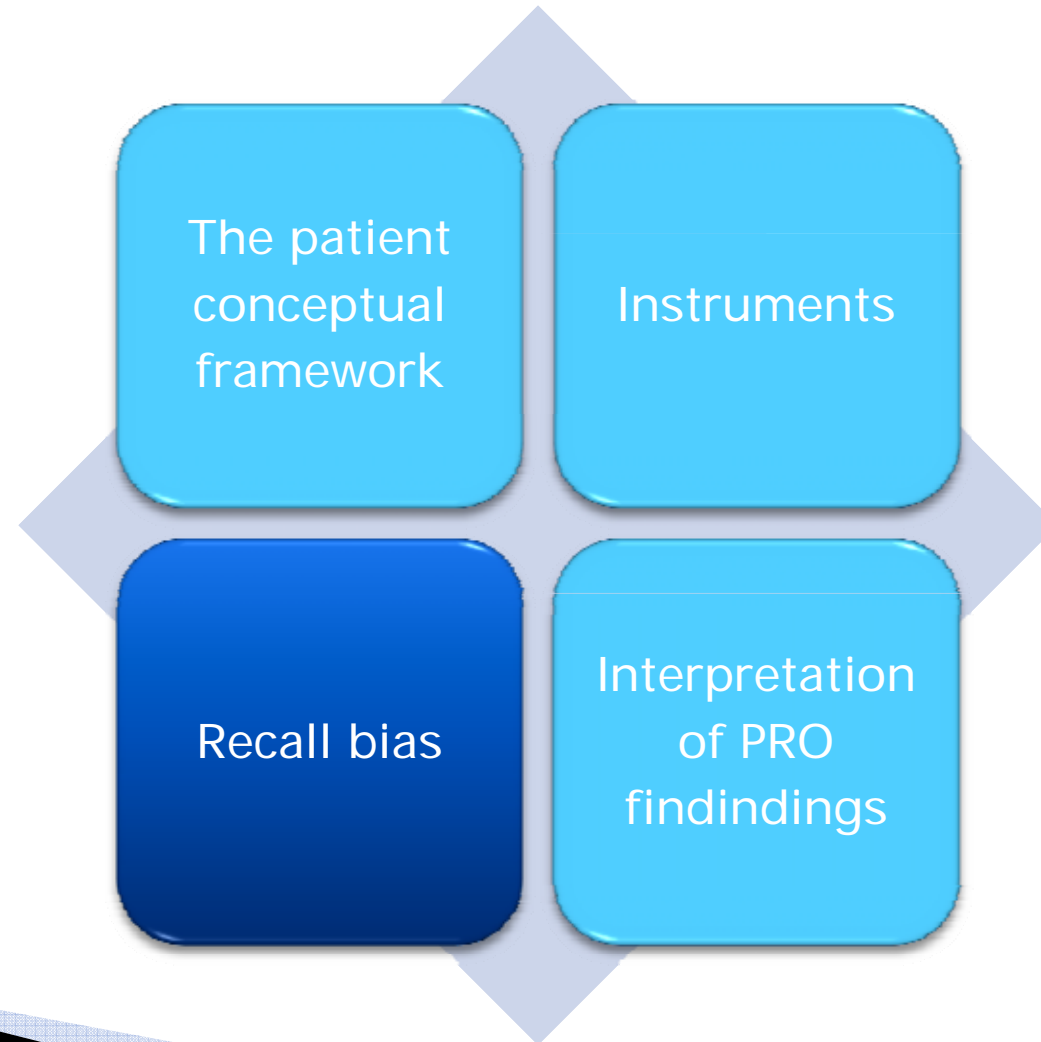 The patient
conceptual
framework
Instruments
Recall bias
Interpretation
of PRO
findindings